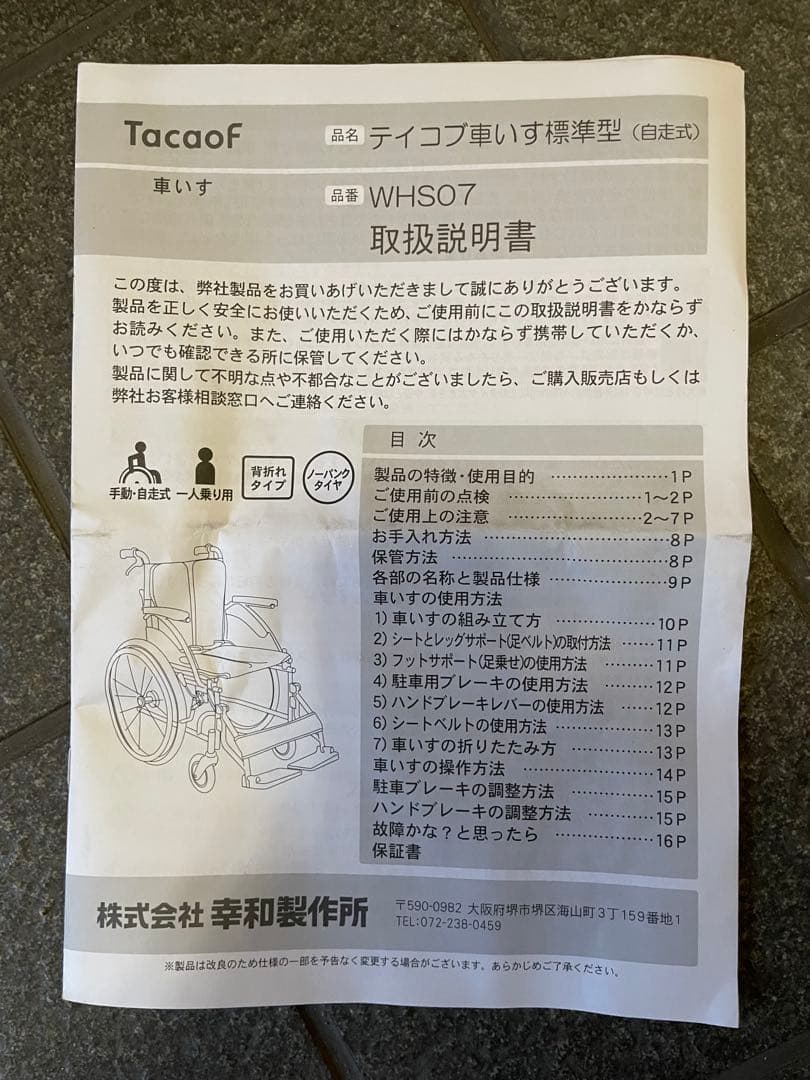 Tacaof
品名 テイコブ車いす標準型（自走式）
車いす
品番 WHS07
取扱説明書
この度は、弊社製品をお買いあげいただきまして誠にありがとうございます。
製品を正しく安全にお使いいただくため、ご使用前にこの取扱説明書をかならず
お読みください。また、ご使用いただく際にはかならず携帯していただくか、
いつでも確認できる所に保管してください。
製品に関して不明な点や不都合なことがございましたら、ご購入販売店もしくは
弊社お客様相談窓口へご連絡ください。
手動・自走式
一人乗り用
背折れ
タイプ
ノーパンク
タイヤ
目次
製品の特徴・使用目的 …………………1P
ご使用前の点検 …………………1～2P
ご使用上の注意 …………………2～7P
お手入れ方法 …………………8P
保管方法 …………………8P
各部の名称と製品仕様 …………………9P
車いすの使用方法
1）車いすの組み立て方 …………………10P
2）シートとレッグサポート(足ベルト)の取付方法 ……11P
3）フットサポート(足乗せ)の使用方法 …………11P
4）駐車用ブレーキの使用方法 …………12P
5）ハンドブレーキレバーの使用方法 ………12P
6）シートベルトの使用方法 ………………13P
7）車いすの折りたたみ方 ………………13P
車いすの操作方法 …………………14P
駐車ブレーキの調整方法 ………………15P
ハンドブレーキの調整方法 ………………15P
故障かな？と思ったら ………………16P
保証書
株式会社 幸和製作所
〒590-0982 大阪府堺市堺区海山町3丁159番地1
TEL:072-238-0459
※製品は改良のため仕様の一部を予告なく変更する場合がございます。あらかじめご了承ください。